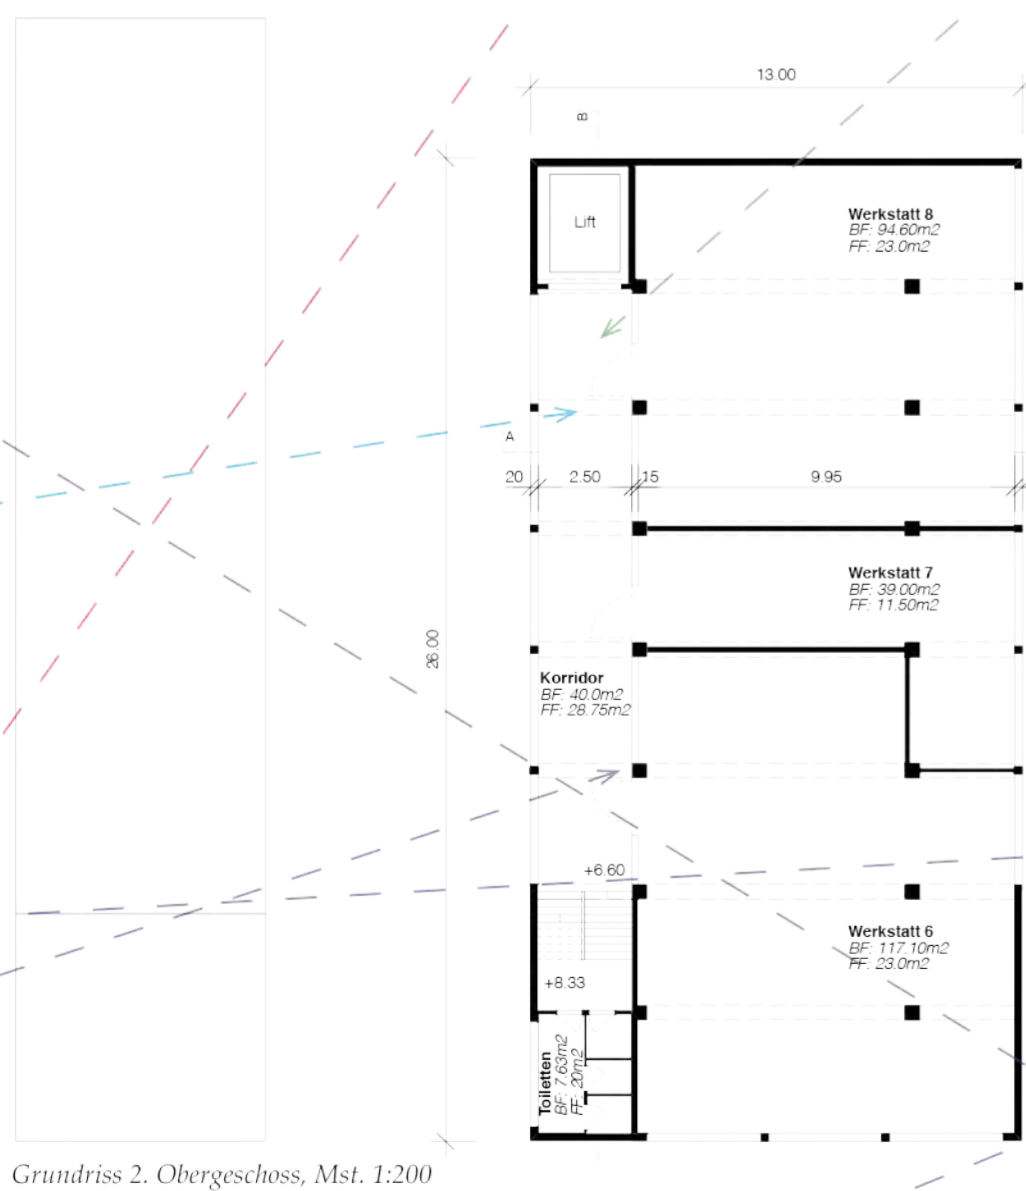 13.00
B
Lift
Werkstatt 8
BF: 94.60m2
FF: 23.0m2
A
20
2.50
15
9.95
Werkstatt 7
BF: 39.00m2
FF: 11.50m2
26.00
Korridor
BF: 40.0m2
FF: 28.75m2
+6.60
Werkstatt 6
BF: 117.10m2
FF: 23.0m2
+8.33
Toiletten
BF: 7.63m2
FF: 20m2
Grundriss 2. Obergeschoss, Mst. 1:200